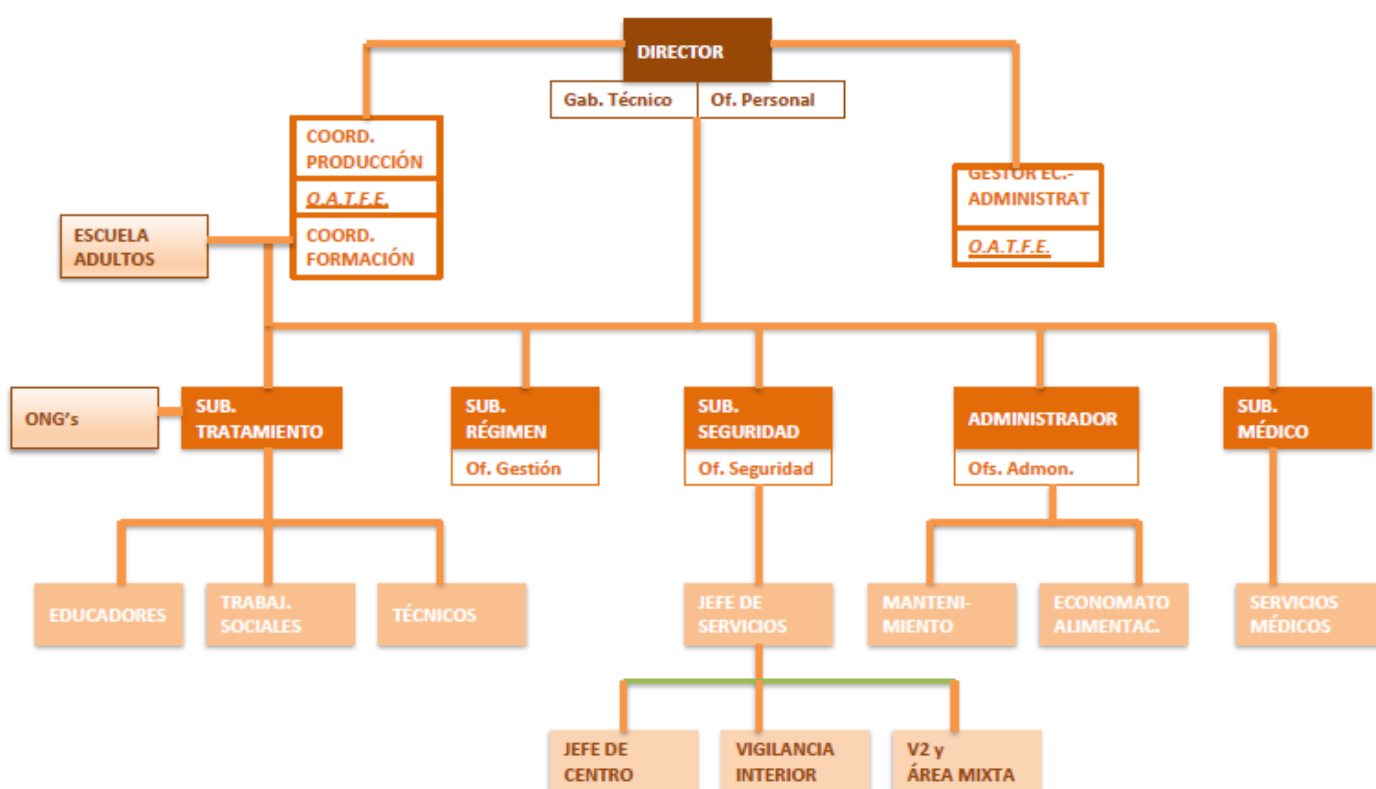 DIRECTOR
Gab. Técnico
Of. Personal
COORD.
PRODUCCIÓN
O.A.T.F.E.
COORD.
FORMACIÓN
GESTOR EC.-
ADMINISTRAT
O.A.T.F.E.
ESCUELA
ADULTOS
ONG's
SUB.
TRATAMIENTO
SUB.
RÉGIMEN
Of. Gestión
SUB.
SEGURIDAD
Of. Seguridad
ADMINISTRADOR
Ofs. Admon.
SUB.
MÉDICO
EDUCADORES
TRABAJ.
SOCIALES
TÉCNICOS
JEFE DE
SERVICIOS
MANTENI-
MIENTO
ECONOMATO
ALIMENTAC.
SERVICIOS
MÉDICOS
JEFE DE
CENTRO
VIGILANCIA
INTERIOR
V2 y
ÁREA MIXTA